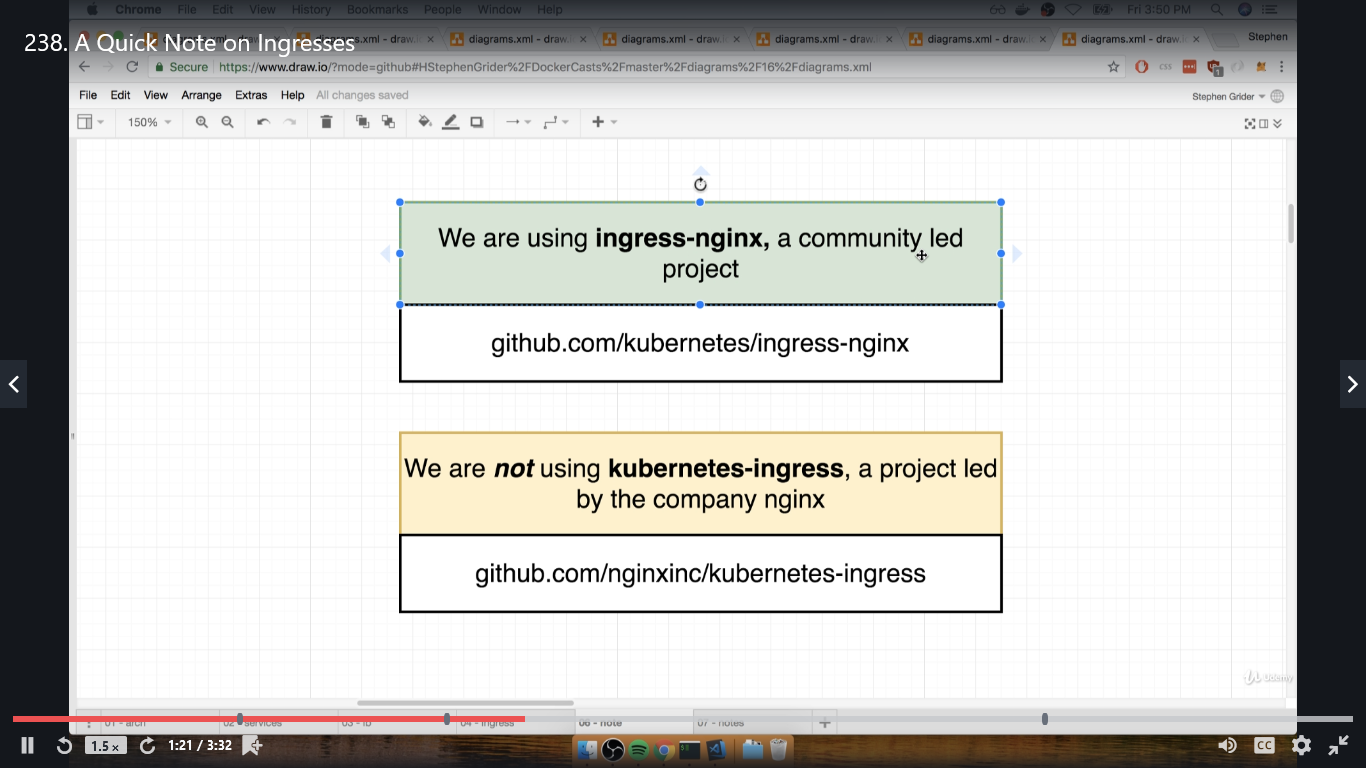 Chrome File Edit View History Bookmarks People Window Help Fri 3:50 PM
238. A Quick Note on Ingresses
diagrams.xml - draw. diagrams.xml - draw. diagrams.xml - draw. diagrams.xml - draw. diagrams.xml - draw. Stephen
Secure https://www.draw.io/?mode=github#HStephenGrider%2FDockerCasts%2Fmaster%2Fdiagrams%2F16%2Fdiagrams.xml
File Edit View Arrange Extras Help All changes saved Stephen Grider
150%
We are using ingress-nginx, a community led
project
github.com/kubernetes/ingress-nginx
We are not using kubernetes-ingress, a project led
by the company nginx
github.com/nginxinc/kubernetes-ingress
Udemy
01 - arch 02 - services 04 - ingress 06 - note 07 - notes
1.5 x 1:21 / 3:32 CC